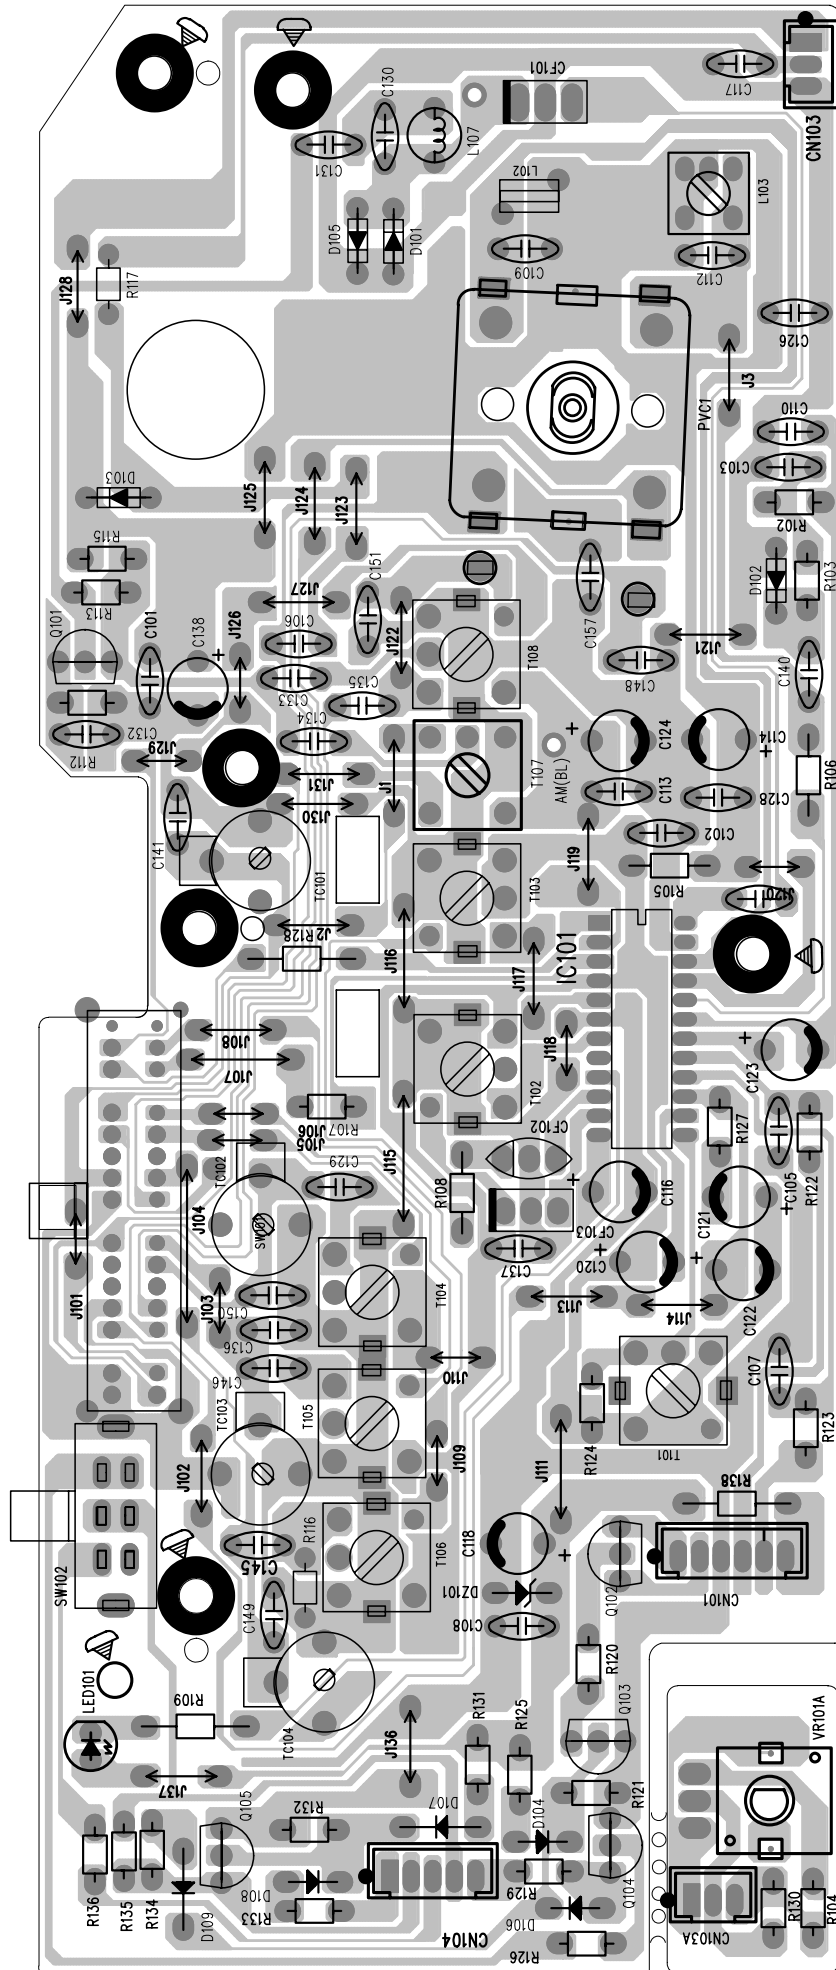 C130
CF101
C117
CN103
L107
C131
L102
L103
D105
D101
C109
C112
J128
R117
C126
J3
PVC1
C110
C103
D103
J125
J124
J123
R102
R115
C151
D102
R103
J127
R113
Q101
C101
C138
J126
C106
J122
C157
T108
J121
C133
C135
C148
C140
C134
R112
C132
J129
C124
C114
J131
J1
T107
AM(BL)
C113
C128
R106
J130
C141
C102
TC101
J119
T103
R105
J120
J2
R128
J116
J117
IC101
J108
J107
J118
C123
T102
J106
R107
J105
CF102
R127
TC102
C129
J115
R108
C116
C121
C105
R122
J104
SW101
CF103
J101
C137
C120
J103
C150
T104
J113
J114
C122
C136
J110
C146
C107
TC103
T105
R123
J102
J109
J111
R124
T101
R138
R116
C118
C145
T106
SW102
DZ101
Q102
CN101
C149
C108
LED101
R120
R109
R131
R125
Q103
VR101A
TC104
J136
J137
Q105
R132
D107
D104
R121
R136
R135
R134
D108
R129
Q104
D109
R133
CN104
D106
R126
CN103A
R130
R104
+
+
+
+
+
+
+
+
+